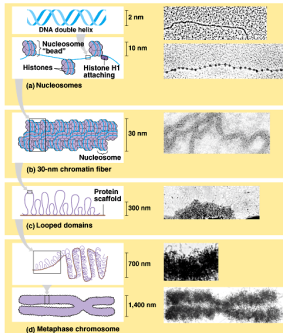 2 nm
DNA double helix
10 nm
Nucleosome
"bead"
Histones
Histone H1
attaching
(a) Nucleosomes
30 nm
Nucleosome
(b) 30-nm chromatin fiber
Protein
scaffold
300 nm
(c) Looped domains
700 nm
1,400 nm
(d) Metaphase chromosome